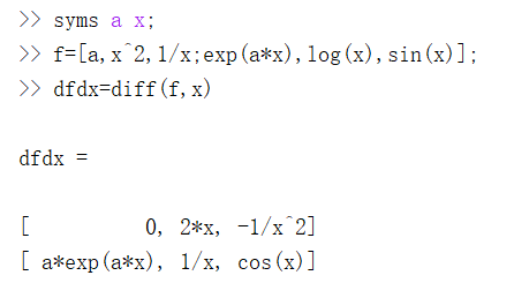 >> syms a x;
>> f=[a,x^2,1/x;exp(a*x),log(x),sin(x)];
>> dfdx=diff(f,x)
dfdx =
[ 0, 2*x, -1/x^2]
[ a*exp(a*x), 1/x, cos(x)]